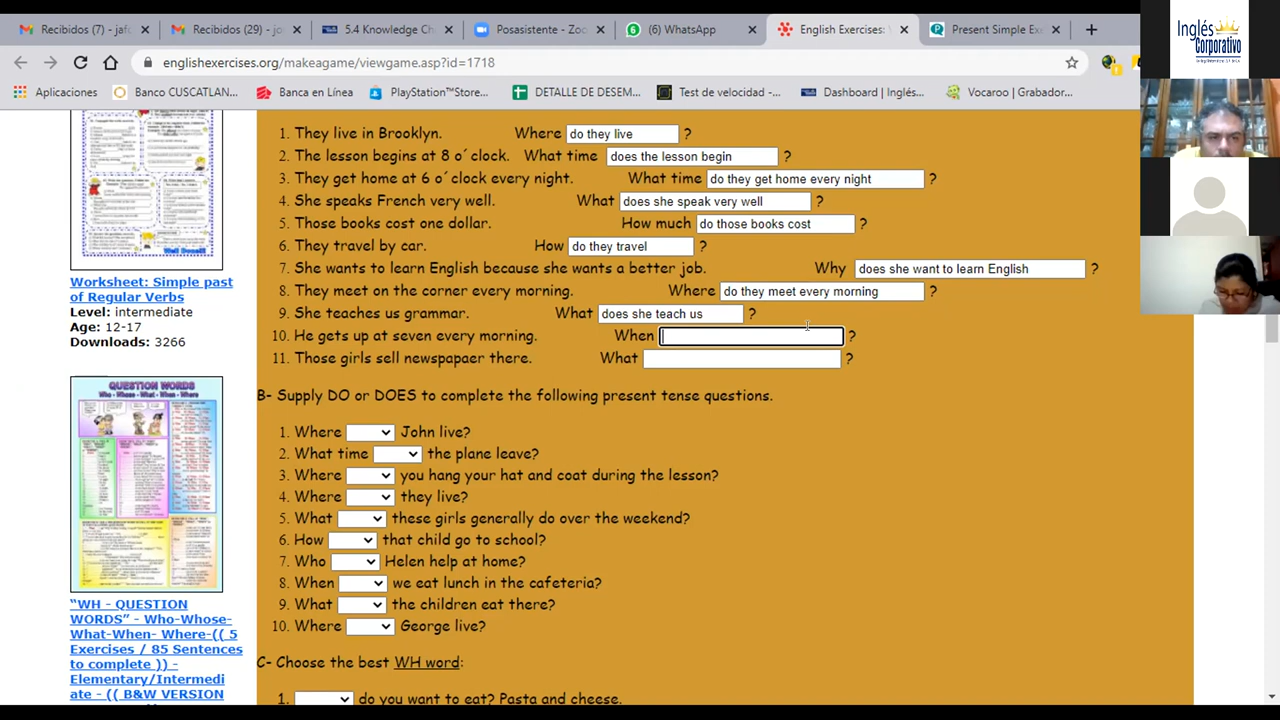 Recibidos (7) - jafu
Recibidos (29) - jo
5.4 Knowledge Ch
Posasistente - Zoo
(6) WhatsApp
English Exercises:
Present Simple Exe
englishexercises.org/makeagame/viewgame.asp?id=1718
Aplicaciones
Banco CUSCATLAN...
Banca en Línea
PlayStation™Store...
DETALLE DE DESEM...
Test de velocidad -...
Dashboard | Inglés...
Vocaroo | Grabador...
Inglés
Corporativo
1. They live in Brooklyn. Where do they live ?
2. The lesson begins at 8 o´ clock. What time does the lesson begin ?
3. They get home at 6 o´ clock every night. What time do they get home every night ?
4. She speaks French very well. What does she speak very well ?
5. Those books cost one dollar. How much do those books cost ?
6. They travel by car. How do they travel ?
7. She wants to learn English because she wants a better job. Why does she want to learn English ?
8. They meet on the corner every morning. Where do they meet every morning ?
9. She teaches us grammar. What does she teach us ?
10. He gets up at seven every morning. When ?
11. Those girls sell newspapaer there. What ?
B- Supply DO or DOES to complete the following present tense questions.
1. Where John live?
2. What time the plane leave?
3. Where you hang your hat and coat during the lesson?
4. Where they live?
5. What these girls generally do over the weekend?
6. How that child go to school?
7. Who Helen help at home?
8. When we eat lunch in the cafeteria?
9. What the children eat there?
10. Where George live?
C- Choose the best WH word:
1. do you want to eat? Pasta and cheese.
Well Done!!
Worksheet: Simple past
of Regular Verbs
Level: intermediate
Age: 12-17
Downloads: 3266
QUESTION WORDS
Who - Whose - What - When - Where
"WH - QUESTION
WORDS" - Who-Whose-
What-When- Where-(( 5
Exercises / 85 Sentences
to complete )) -
Elementary/Intermedi
ate - (( B&W VERSION